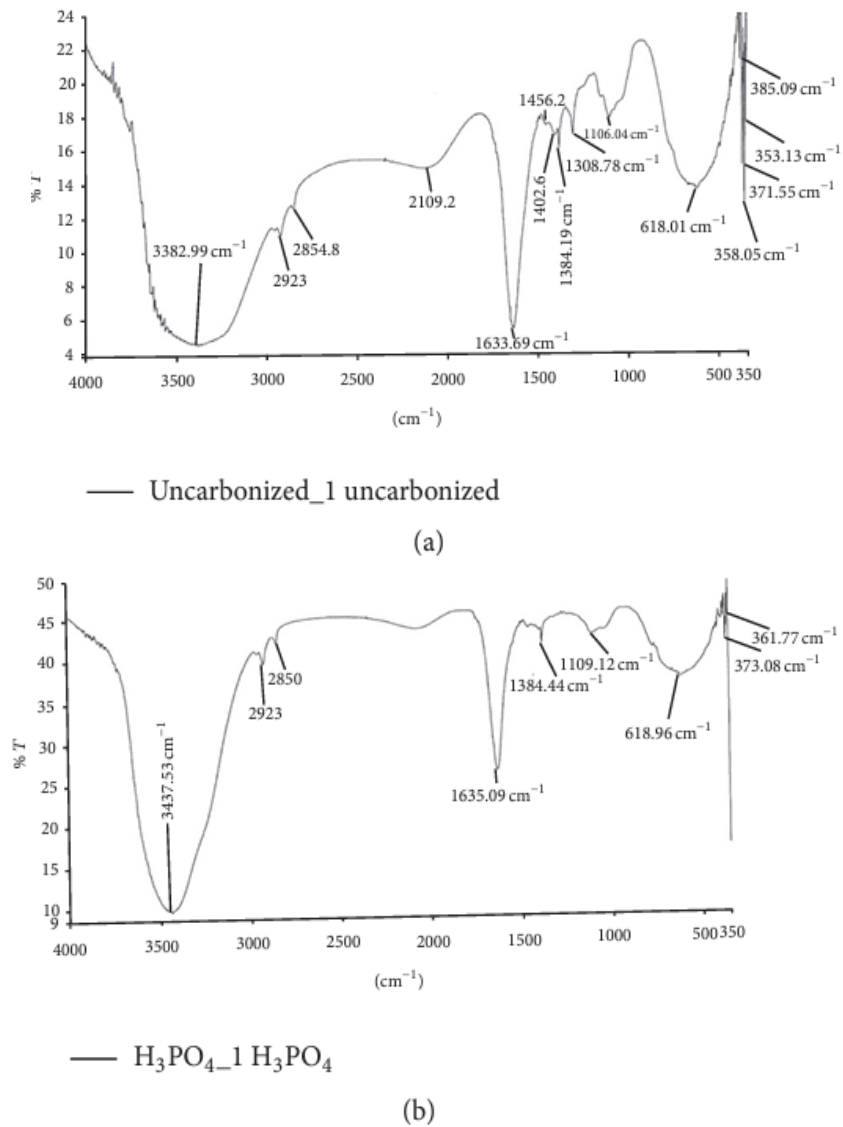 24
22
20
18
16
14
12
10
8
6
4
% T
3382.99 cm⁻¹
2923
2854.8
2109.2
1633.69 cm⁻¹
1456.2
1402.6
1384.19 cm⁻¹
1308.78 cm⁻¹
1106.04 cm⁻¹
618.01 cm⁻¹
385.09 cm⁻¹
353.13 cm⁻¹
371.55 cm⁻¹
358.05 cm⁻¹
4000 3500 3000 2500 2000 1500 1000 500 350
(cm⁻¹)
Uncarbonized_1 uncarbonized
(a)
50
45
40
35
30
25
20
15
10
9
% T
3437.53 cm⁻¹
2923
2850
1635.09 cm⁻¹
1384.44 cm⁻¹
1109.12 cm⁻¹
618.96 cm⁻¹
361.77 cm⁻¹
373.08 cm⁻¹
4000 3500 3000 2500 2000 1500 1000 500 350
(cm⁻¹)
H₃PO₄_1 H₃PO₄
(b)